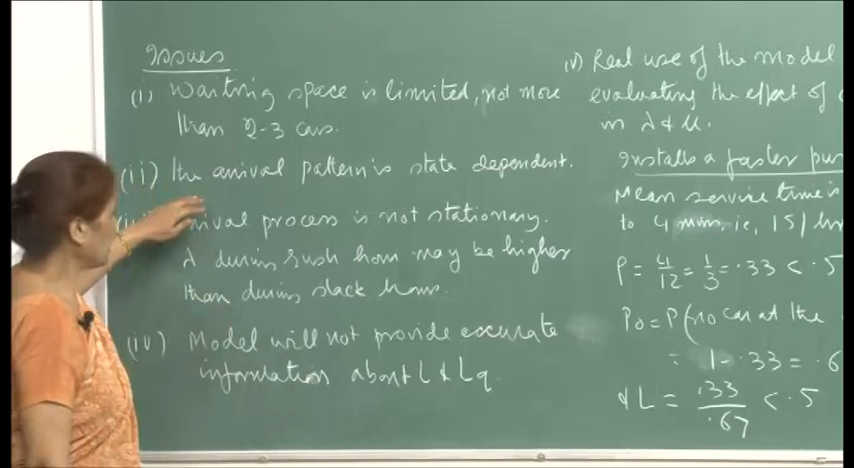 Issues
(i) Waiting space is limited, not more
than 2-3 cars.
(ii) the arrival pattern is state dependent.
arrival process is not stationary.
λ during rush hour may be higher
than during slack hours.
(iv) Model will not provide accurate
information about L & Lq.
(v) Real use of the model
evaluating the effect of
in λ & μ.
Installs a faster
Mean service time is
to 4 mins, ie, 15/hr
ρ = 4/12 = 1/3 = .33 < .5
P0 = P(no car at the
= 1 - .33 = .6
& L = .33/.67 < .5